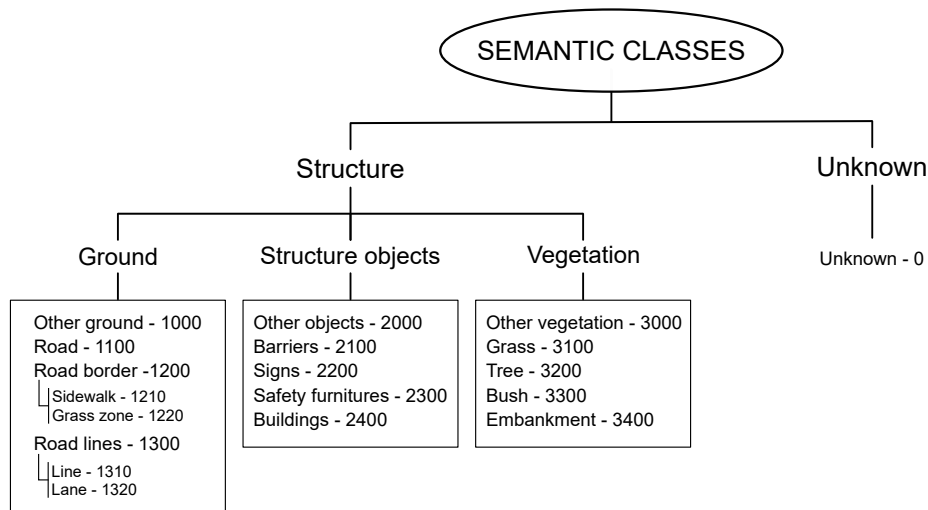 SEMANTIC CLASSES
Structure
Unknown
Ground
Structure objects
Vegetation
Unknown - 0
Other ground - 1000
Road - 1100
Road border -1200
Sidewalk - 1210
Grass zone - 1220
Road lines - 1300
Line - 1310
Lane - 1320
Other objects - 2000
Barriers - 2100
Signs - 2200
Safety furnitures - 2300
Buildings - 2400
Other vegetation - 3000
Grass - 3100
Tree - 3200
Bush - 3300
Embankment - 3400